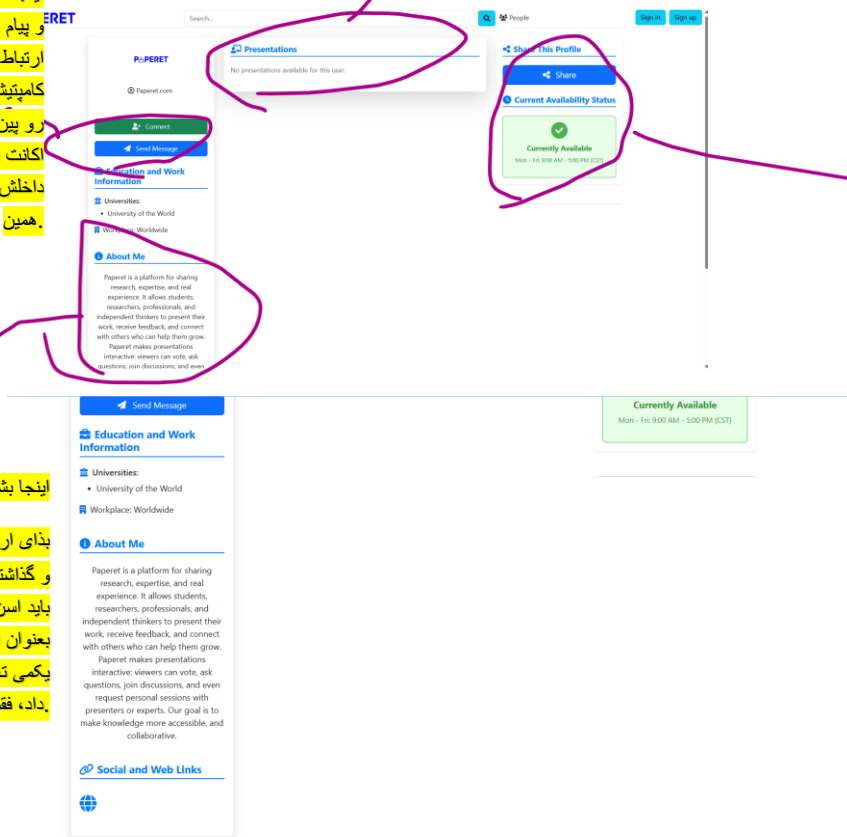 و پیام
ارتباط
کامپتیش
رو پین
اکانت
داخلش
همین.
ERET
Search...
People
Sign in
Sign up
PAPERET
Paperet.com
Connect
Send Message
Education and Work
Information
Universities:
• University of the World
Workplace: Worldwide
About Me
Paperet is a platform for sharing
research, expertise, and real
experience. It allows students,
researchers, professionals, and
independent thinkers to present their
work, receive feedback, and connect
with others who can help them grow.
Paperet makes presentations
interactive: viewers can vote, ask
questions, join discussions, and even
Presentations
No presentations available for this user.
Share This Profile
Share
Current Availability Status
Currently Available
Mon - Fri 9:00 AM - 5:00 PM (CST)
اینجا
بذای ار
و گذاشت
باید
بعنوان
یکمی
داد، فقـ.
Send Message
Education and Work
Information
Universities:
• University of the World
Workplace: Worldwide
About Me
Paperet is a platform for sharing
research, expertise, and real
experience. It allows students,
researchers, professionals, and
independent thinkers to present their
work, receive feedback, and connect
with others who can help them grow.
Paperet makes presentations
interactive: viewers can vote, ask
questions, join discussions, and even
request personal sessions with
presenters or experts. Our goal is to
make knowledge more accessible, and
collaborative.
Social and Web Links
Currently Available
Mon - Fri: 9:00 AM - 5:00 PM (CST)